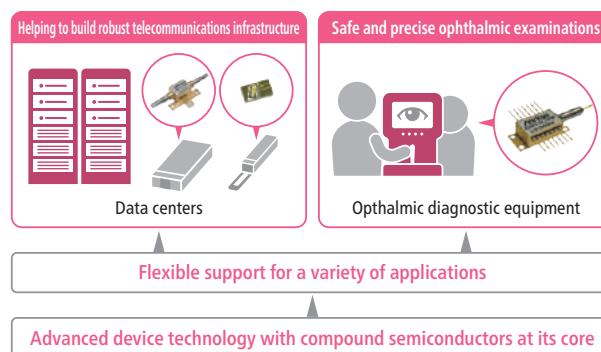 Helping to build robust telecommunications infrastructure
Safe and precise ophthalmic examinations
Data centers
Opthalmic diagnostic equipment
Flexible support for a variety of applications
Advanced device technology with compound semiconductors at its core